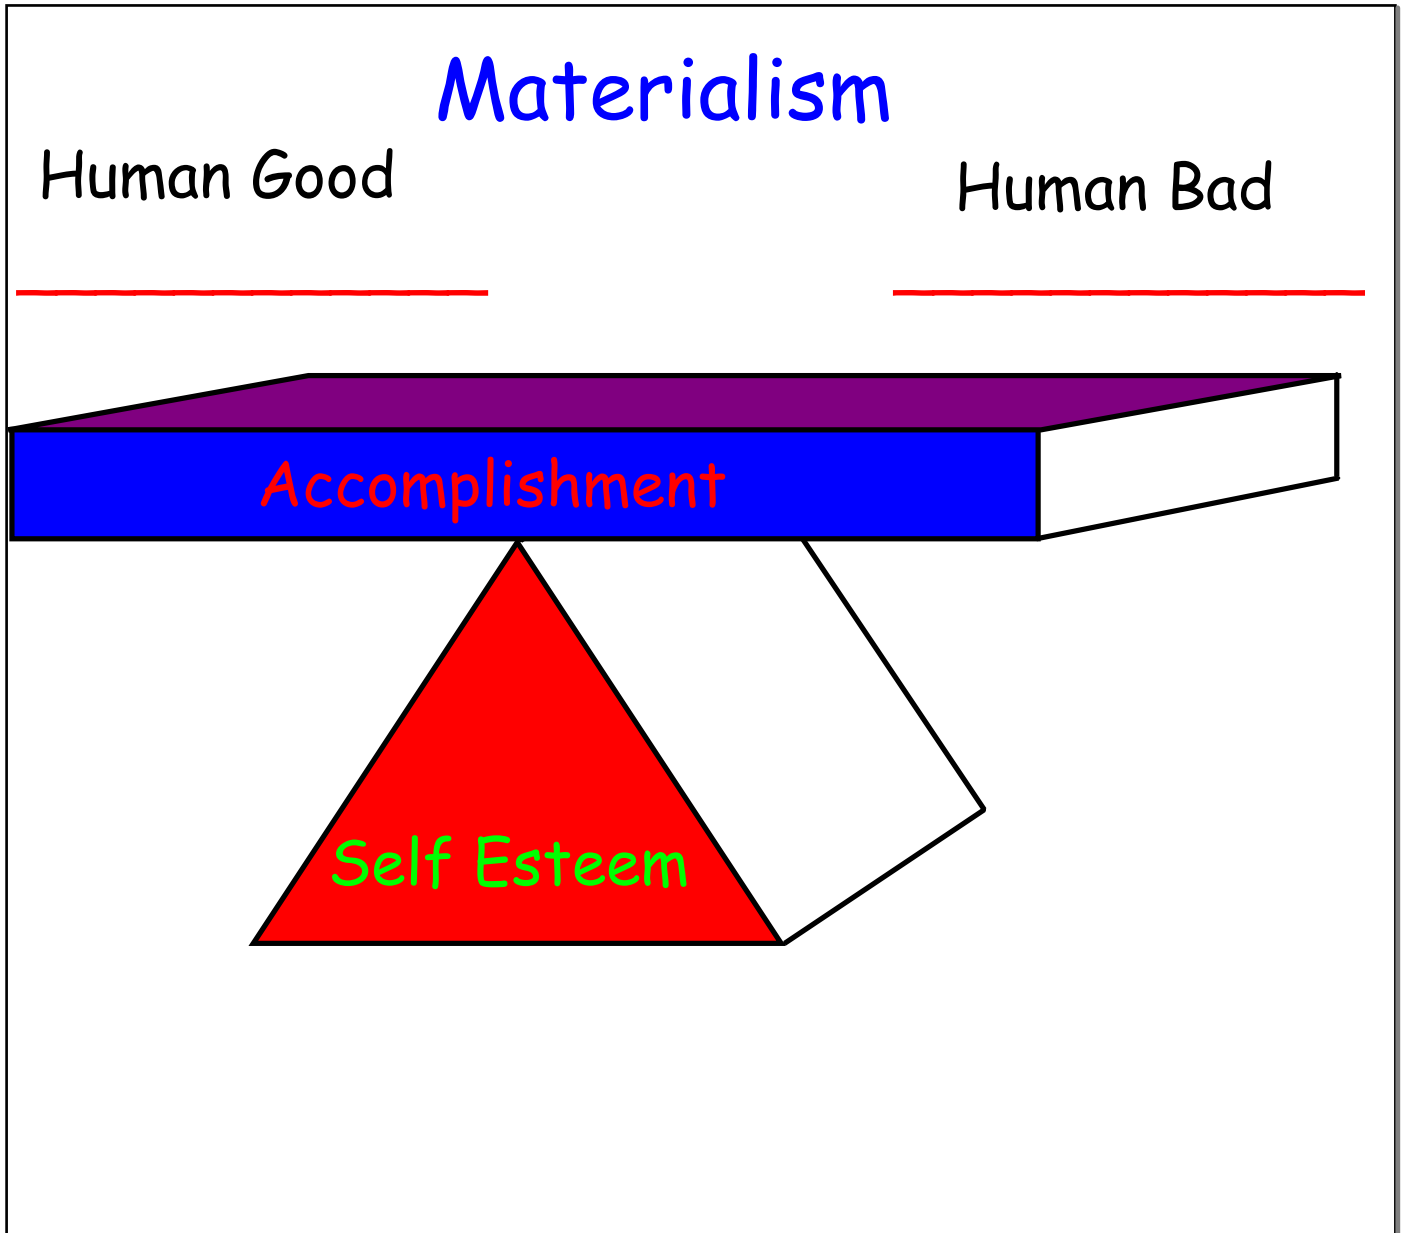 Materialism
Human Good
Human Bad
Accomplishment
Self Esteem